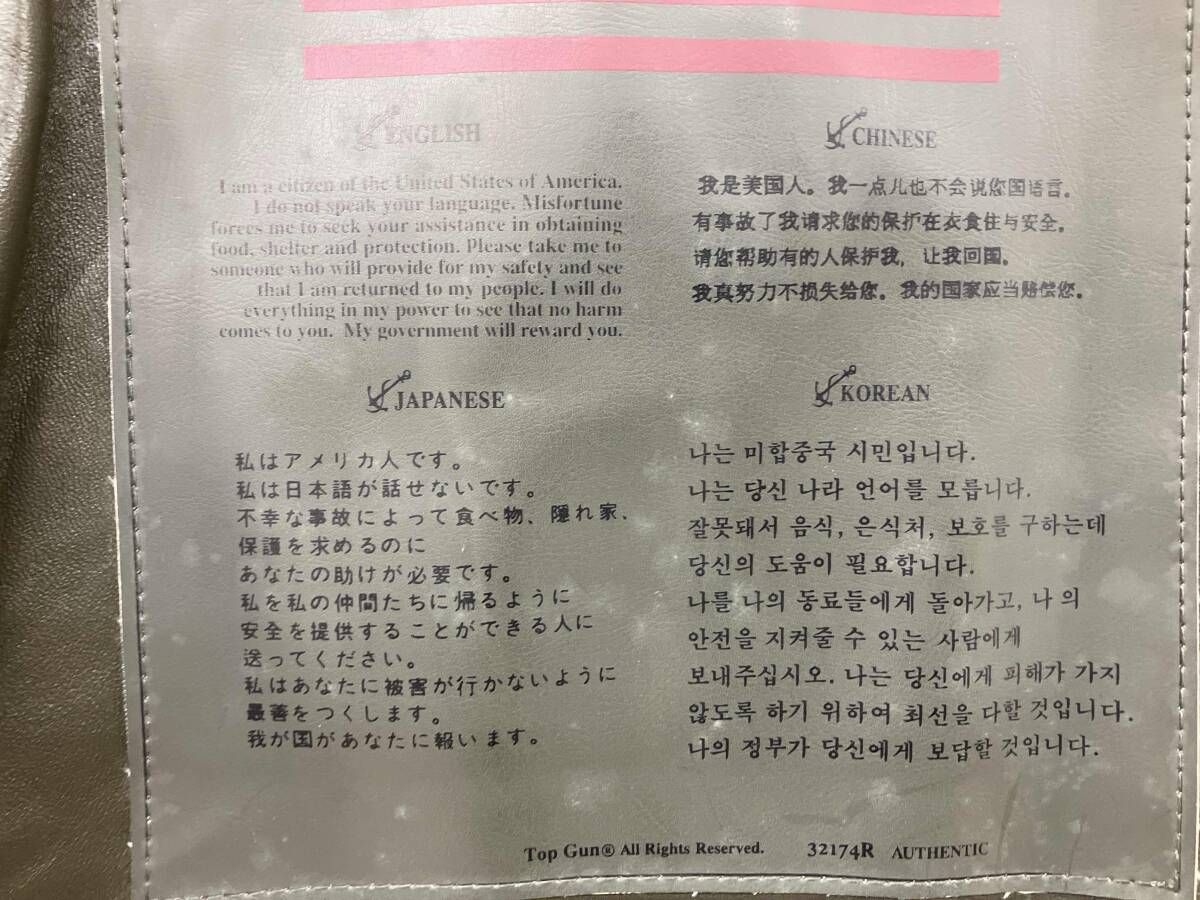 ENGLISH
I am a citizen of the United States of America.
I do not speak your language. Misfortune
forces me to seek your assistance in obtaining
food, shelter and protection. Please take me to
someone who will provide for my safety and see
that I am returned to my people. I will do
everything in my power to see that no harm
comes to you. My government will reward you.
CHINESE
我是美国人。我一点儿也不会说您国语言。
有事故了我请求您的保护在衣食住与安全。
请您帮助有的人保护我，让我回国。
我真努力不损失给您。我的国家应当赔偿您。
JAPANESE
私はアメリカ人です。
私は日本語が話せないです。
不幸な事故によって食べ物、隠れ家、
保護を求めるのに
あなたの助けが必要です。
私を私の仲間たちに帰るように
安全を提供することができる人に
送ってください。
私はあなたに被害が行かないように
最善をつくします。
我が国があなたに報います。
KOREAN
나는 미합중국 시민입니다.
나는 당신 나라 언어를 모릅니다.
잘못돼서 음식, 은식처, 보호를 구하는데
당신의 도움이 필요합니다.
나를 나의 동료들에게 돌아가고, 나 의
안전을 지켜줄 수 있는 사람에게
보내주십시오. 나는 당신에게 피해가 가지
않도록 하기 위하여 최선을 다할 것입니다.
나의 정부가 당신에게 보답할 것입니다.
Top Gun® All Rights Reserved. 32174R AUTHENTIC